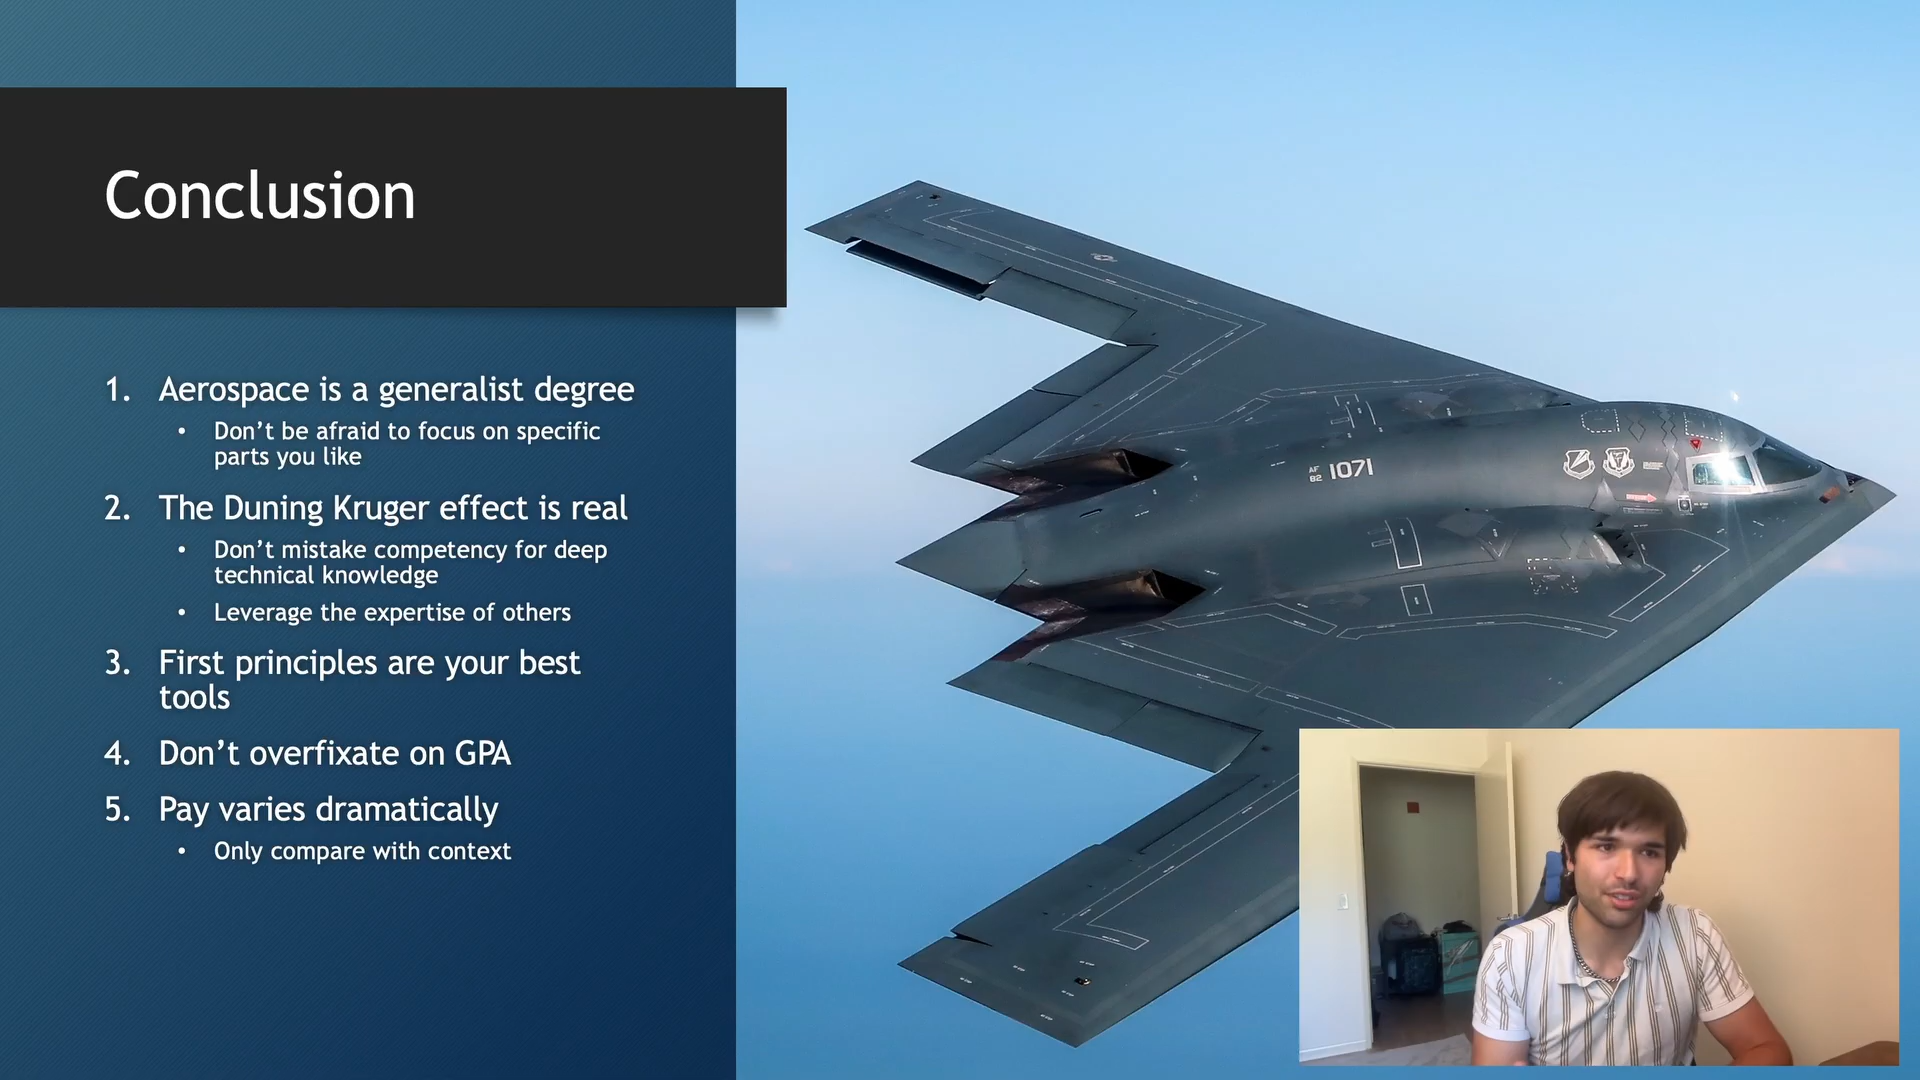 Conclusion
1. Aerospace is a generalist degree
• Don’t be afraid to focus on specific
parts you like
2. The Duning Kruger effect is real
• Don’t mistake competency for deep
technical knowledge
• Leverage the expertise of others
3. First principles are your best
tools
4. Don’t overfixate on GPA
5. Pay varies dramatically
• Only compare with context
AF
82 1071